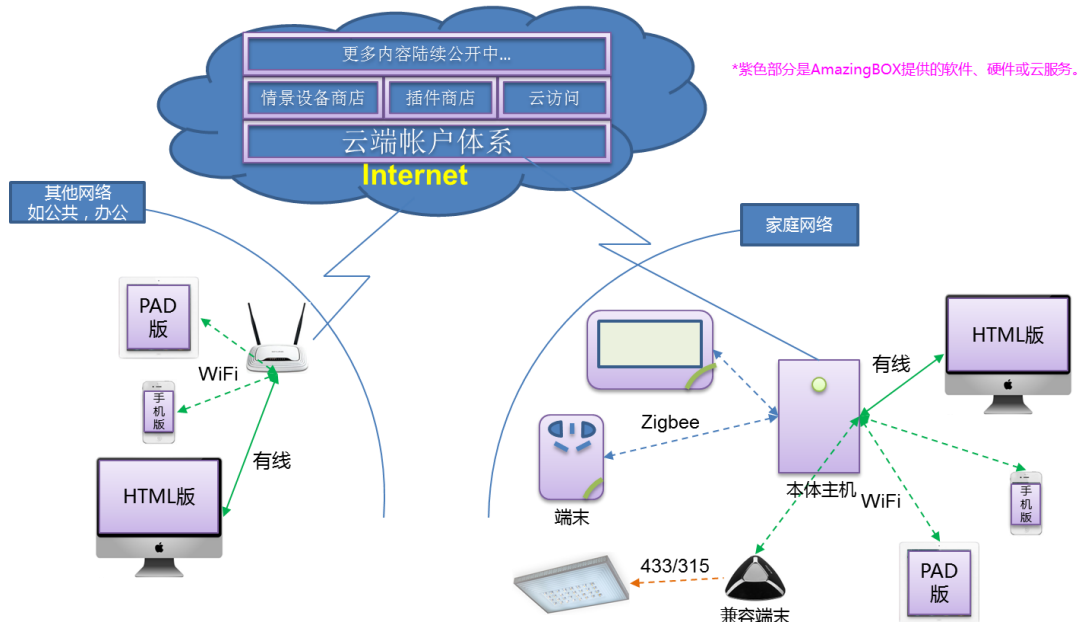 更多内容陆续公开中...
*紫色部分是AmazingBOX提供的软件、硬件或云服务。
情景设备商店
插件商店
云访问
云端帐户体系
Internet
其他网络
如公共，办公
家庭网络
PAD
版
WiFi
手
机
版
有线
HTML版
HTML版
有线
Zigbee
端末
本体主机
WiFi
手
机
版
433/315
兼容端末
PAD
版